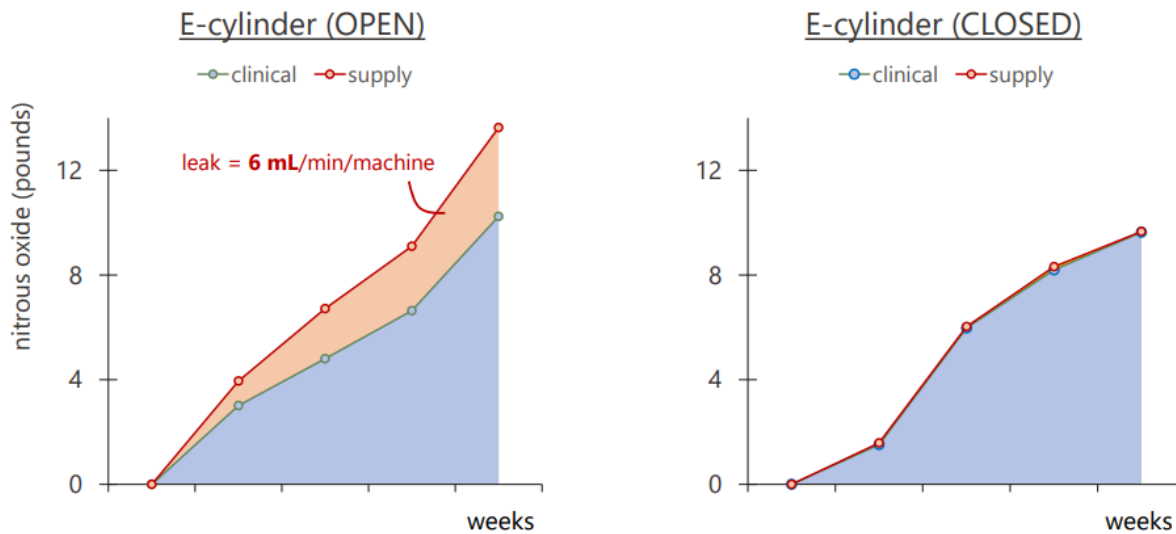 E-cylinder (OPEN)
clinical supply
nitrous oxide (pounds)
12
8
4
0
leak = 6 mL/min/machine
weeks
E-cylinder (CLOSED)
clinical supply
12
8
4
0
weeks